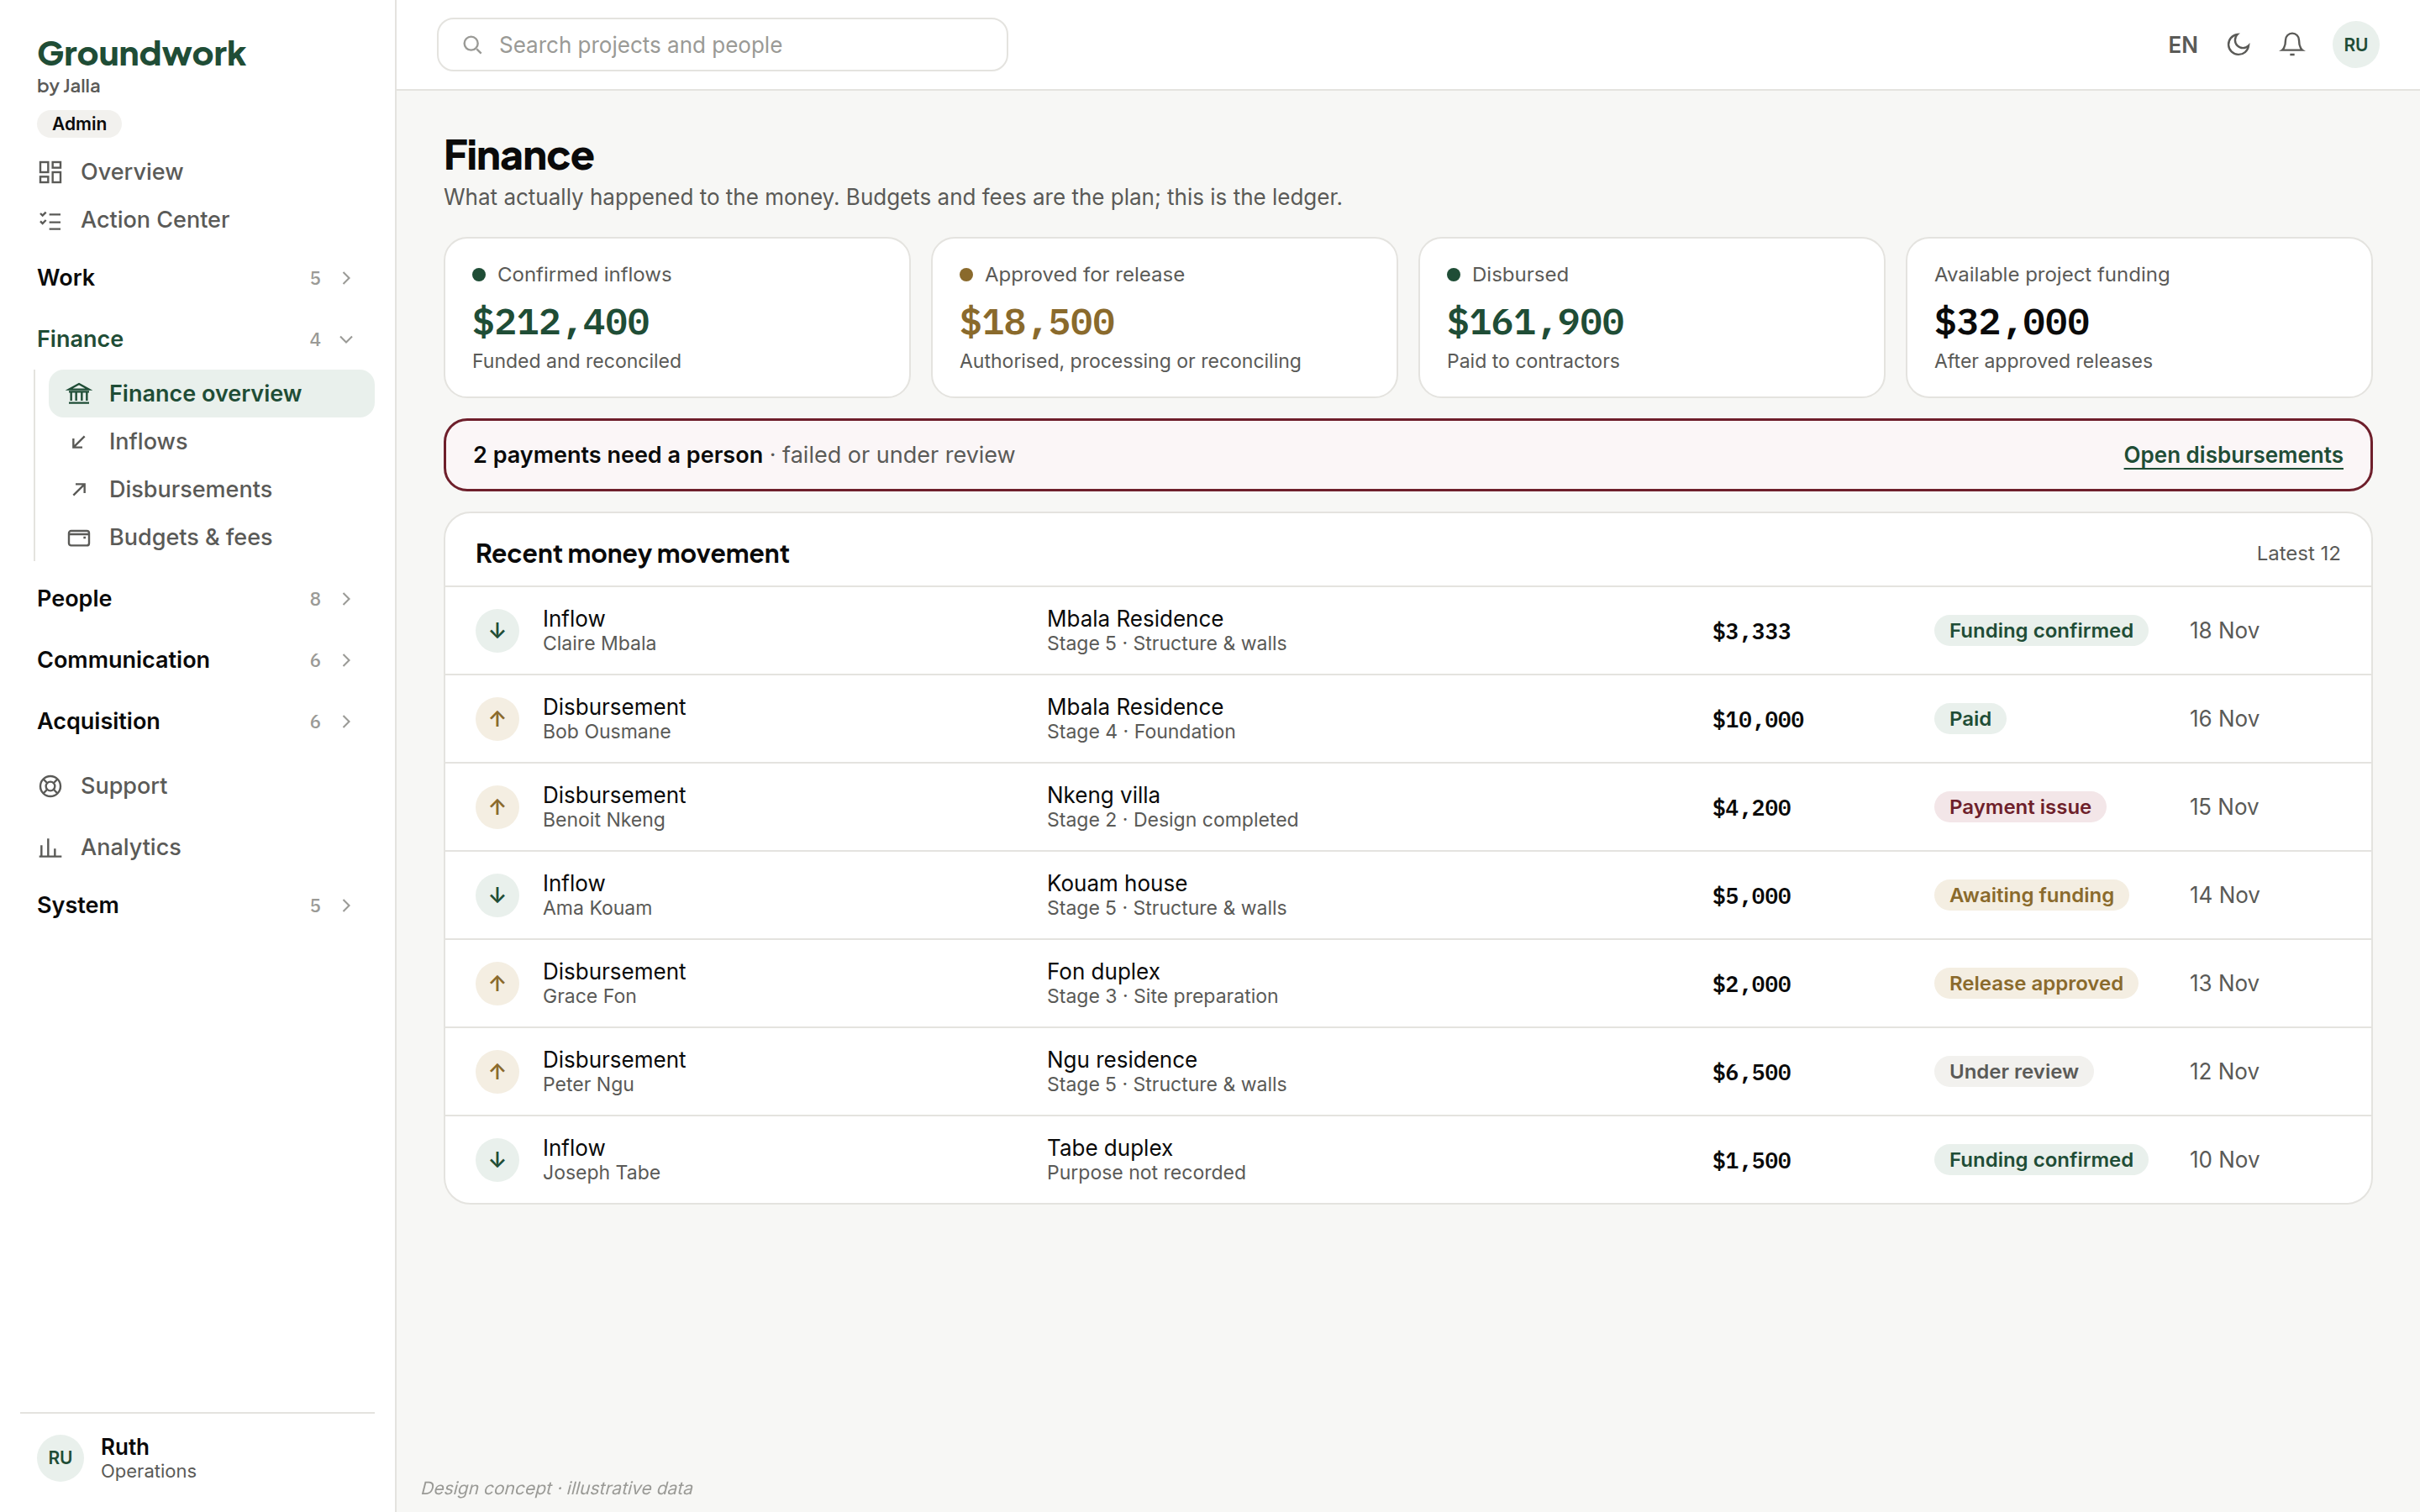 Groundwork
by Jalla
Admin
Overview
Action Center
Work 5
Finance 4
Finance overview
Inflows
Disbursements
Budgets & fees
People 8
Communication 6
Acquisition 6
Support
Analytics
System 5
RU
Ruth
Operations
Search projects and people
EN
RU
Finance
What actually happened to the money. Budgets and fees are the plan; this is the ledger.
Confirmed inflows
$212,400
Funded and reconciled
Approved for release
$18,500
Authorised, processing or reconciling
Disbursed
$161,900
Paid to contractors
Available project funding
$32,000
After approved releases
2 payments need a person · failed or under review
Open disbursements
Recent money movement
Latest 12
Inflow
Claire Mbala
Mbala Residence
Stage 5 · Structure & walls
$3,333
Funding confirmed
18 Nov
Disbursement
Bob Ousmane
Mbala Residence
Stage 4 · Foundation
$10,000
Paid
16 Nov
Disbursement
Benoit Nkeng
Nkeng villa
Stage 2 · Design completed
$4,200
Payment issue
15 Nov
Inflow
Ama Kouam
Kouam house
Stage 5 · Structure & walls
$5,000
Awaiting funding
14 Nov
Disbursement
Grace Fon
Fon duplex
Stage 3 · Site preparation
$2,000
Release approved
13 Nov
Disbursement
Peter Ngu
Ngu residence
Stage 5 · Structure & walls
$6,500
Under review
12 Nov
Inflow
Joseph Tabe
Tabe duplex
Purpose not recorded
$1,500
Funding confirmed
10 Nov
Design concept · illustrative data